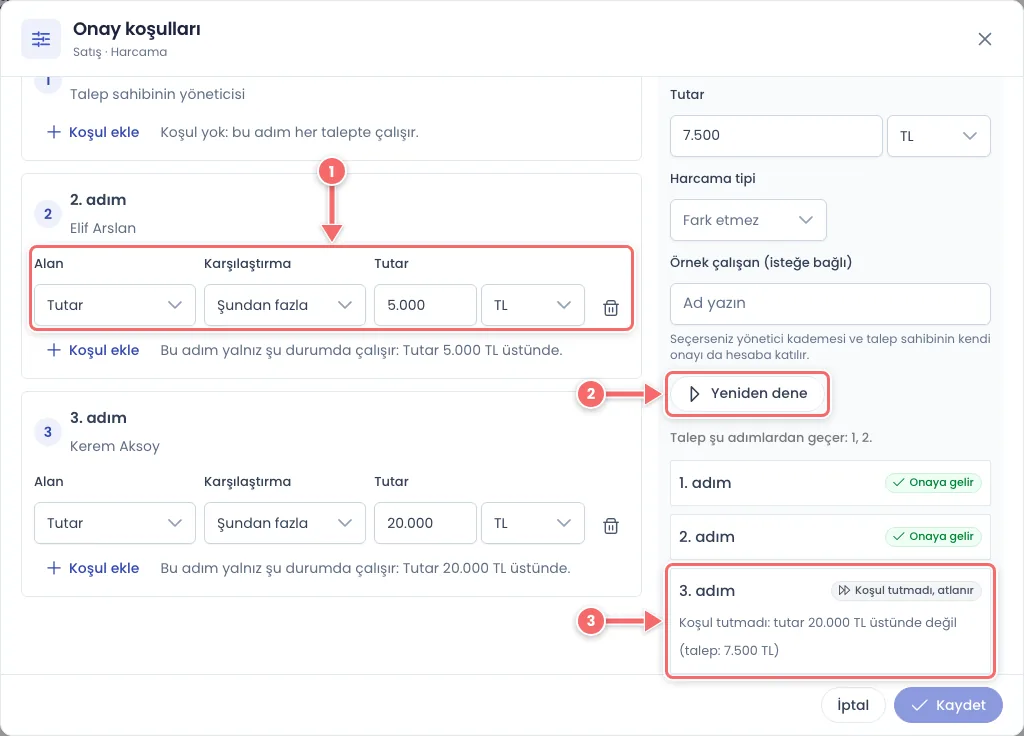 Onay koşulları
Satış · Harcama
1
Talep sahibinin yöneticisi
Koşul ekle
Koşul yok: bu adım her talepte çalışır.
1
2
2. adım
Elif Arslan
Alan
Karşılaştırma
Tutar
Tutar
Şundan fazla
5.000
TL
Koşul ekle
Bu adım yalnız şu durumda çalışır: Tutar 5.000 TL üstünde.
3
3. adım
Kerem Aksoy
Alan
Karşılaştırma
Tutar
Tutar
Şundan fazla
20.000
TL
Koşul ekle
Bu adım yalnız şu durumda çalışır: Tutar 20.000 TL üstünde.
Tutar
7.500
TL
Harcama tipi
Fark etmez
Örnek çalışan (isteğe bağlı)
Ad yazın
Seçerseniz yönetici kademesi ve talep sahibinin kendi
onayı da hesaba katılır.
2
Yeniden dene
Talep şu adımlardan geçer: 1, 2.
1. adım
Onaya gelir
2. adım
Onaya gelir
3
3. adım
Koşul tutmadı, atlanır
Koşul tutmadı: tutar 20.000 TL üstünde değil
(talep: 7.500 TL)
İptal
Kaydet